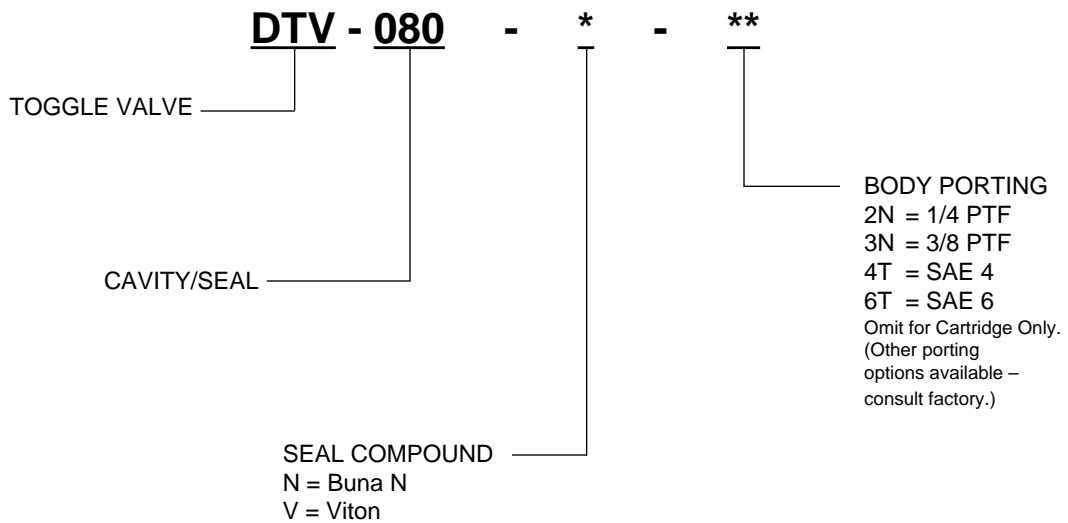 DTV - 080 - * - **
TOGGLE VALVE
BODY PORTING
2N = 1/4 PTF
3N = 3/8 PTF
4T = SAE 4
6T = SAE 6
Omit for Cartridge Only.
(Other porting
options available –
consult factory.)
CAVITY/SEAL
SEAL COMPOUND
N = Buna N
V = Viton